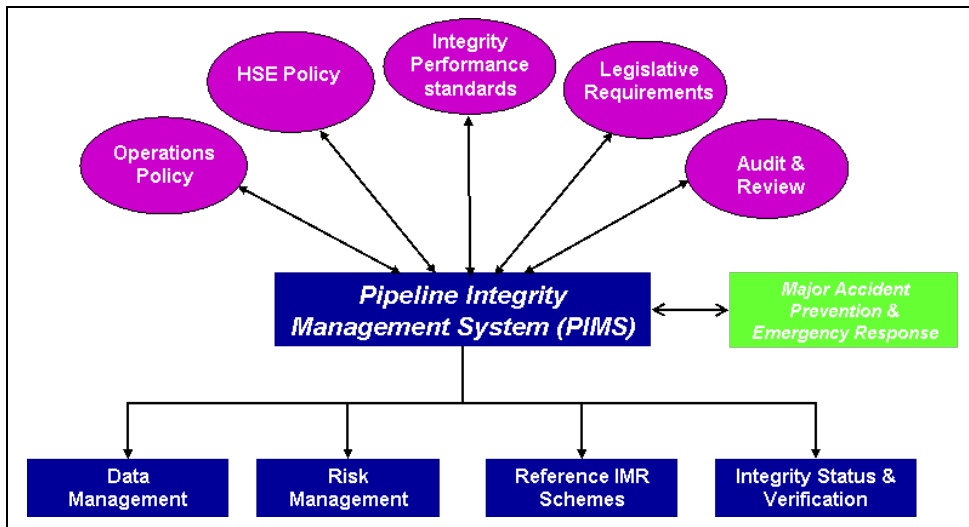 Integrity
Performance
standards
HSE Policy
Legislative
Requirements
Operations
Policy
Audit &
Review
Pipeline Integrity
Management System (PIMS)
Major Accident
Prevention &
Emergency Response
Data
Management
Risk
Management
Reference IMR
Schemes
Integrity Status &
Verification